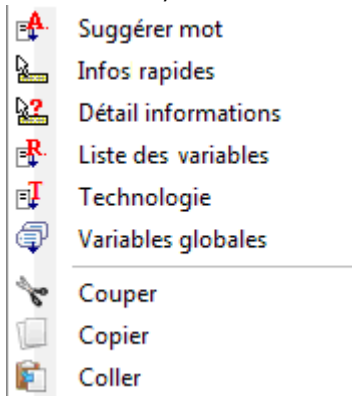 Suggérer mot
Infos rapides
Détail informations
Liste des variables
Technologie
Variables globales
Couper
Copier
Coller